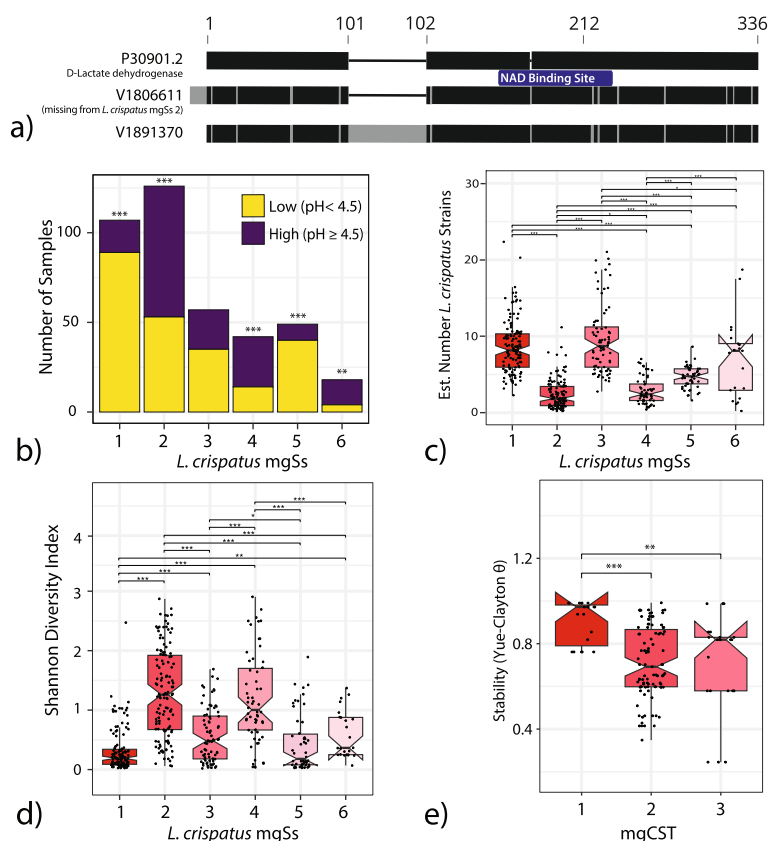 1 101 102 212 336
P30901.2
D-Lactate dehydrogenase
NAD Binding Site
V1806611
(missing from L. crispatus mgSs 2)
a)
V1891370
***
***
***
***
**
Low (pH< 4.5)
High (pH ≥ 4.5)
Number of Samples
100
50
0
1 2 3 4 5 6
b)
L. crispatus mgSs
Est. Number L. crispatus Strains
30
20
10
0
1 2 3 4 5 6
c)
L. crispatus mgSs
Shannon Diversity Index
4
3
2
1
0
***
***
*
***
***
***
***
**
***
***
***
1 2 3 4 5 6
d)
L. crispatus mgSs
Stability (Yue-Clayton θ)
1.2
0.8
0.4
**
***
1 2 3
e)
mgCST